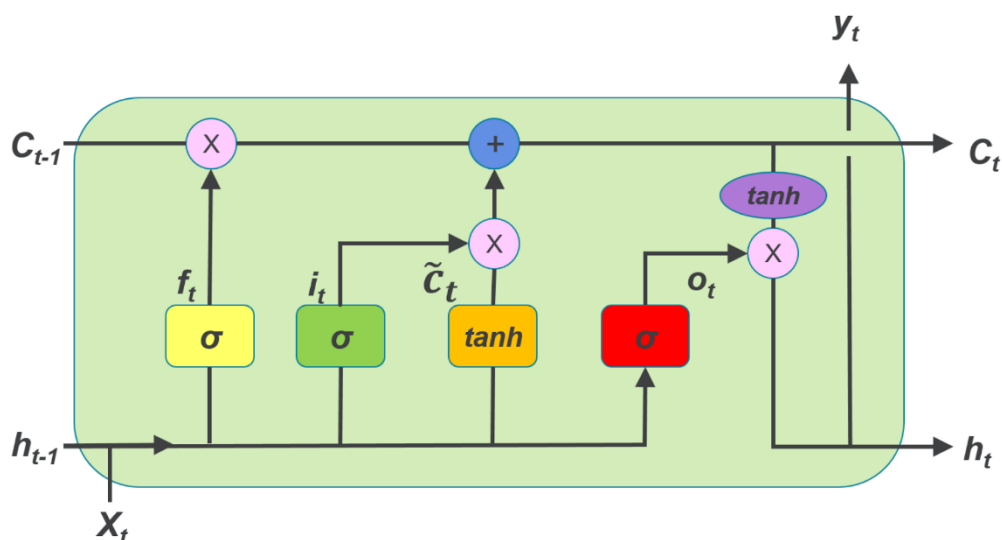 y_t
C_{t-1} X + C_t
tanh
X X
f_t i_t c̃_t o_t
σ σ tanh σ
h_{t-1} h_t
X_t